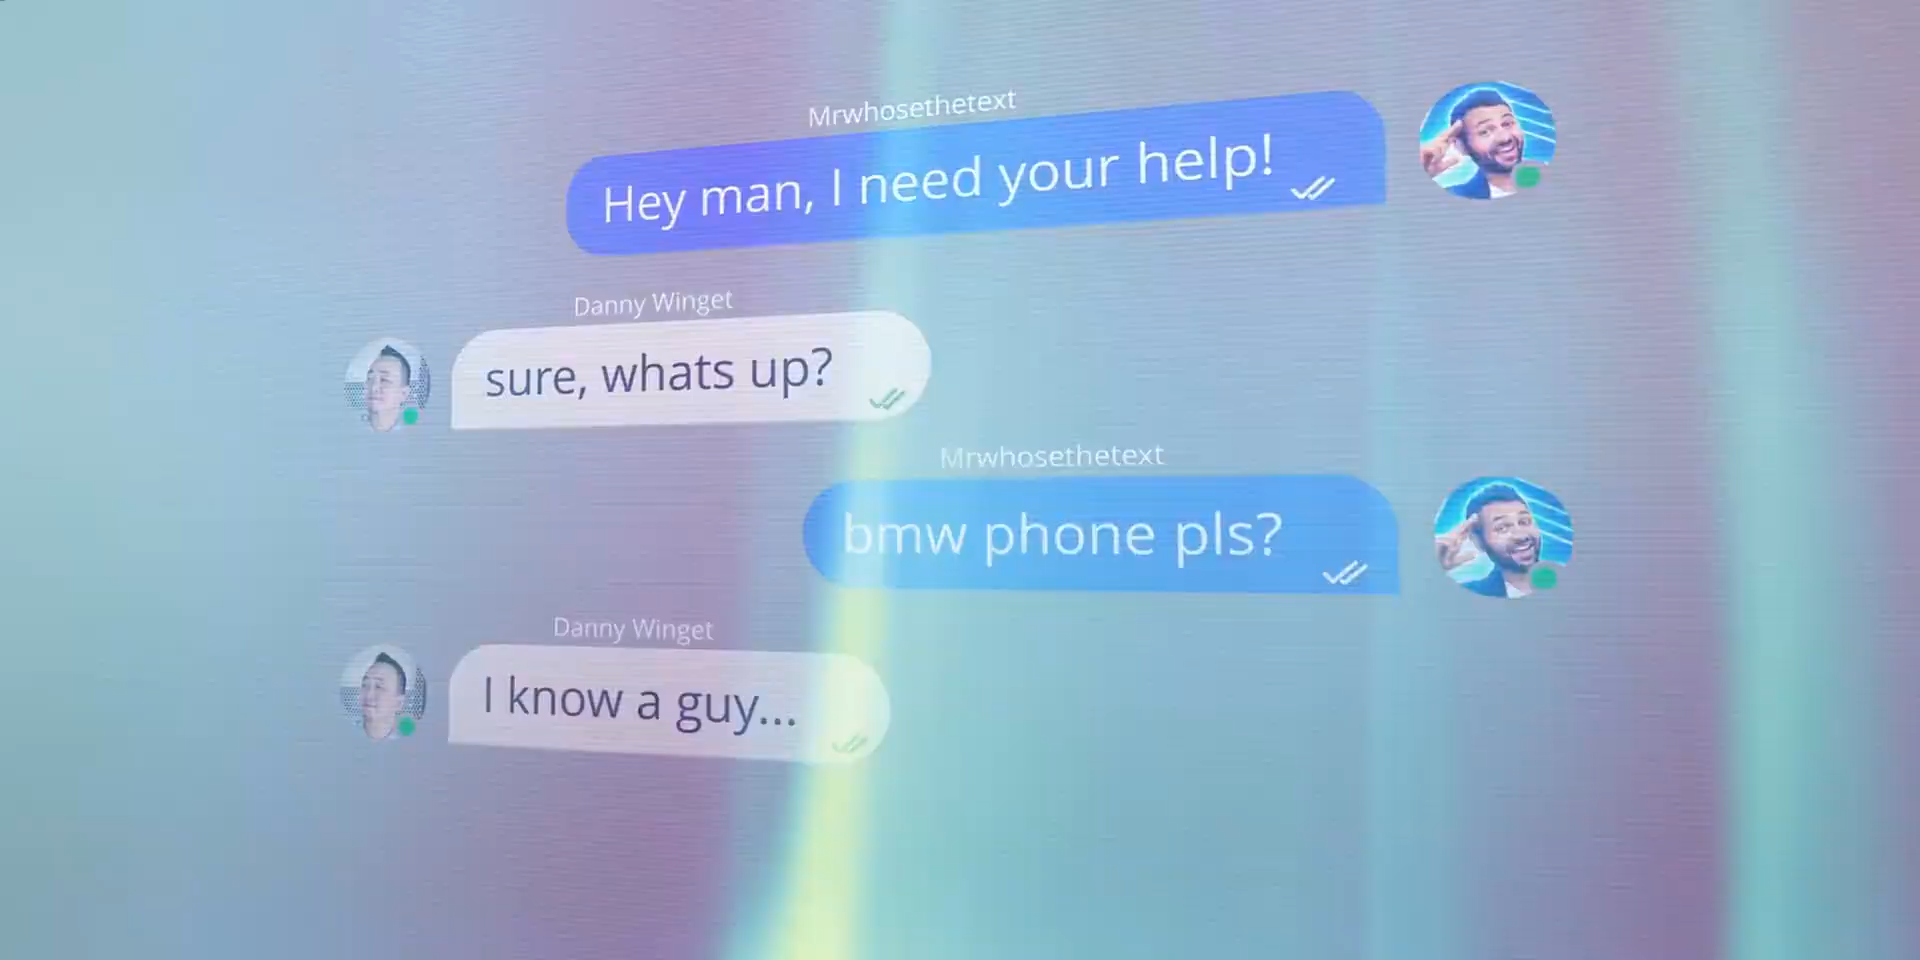 Mrwhosethetext
Hey man, I need your help!
Danny Winget
sure, whats up?
Mrwhosethetext
bmw phone pls?
Danny Winget
I know a guy...